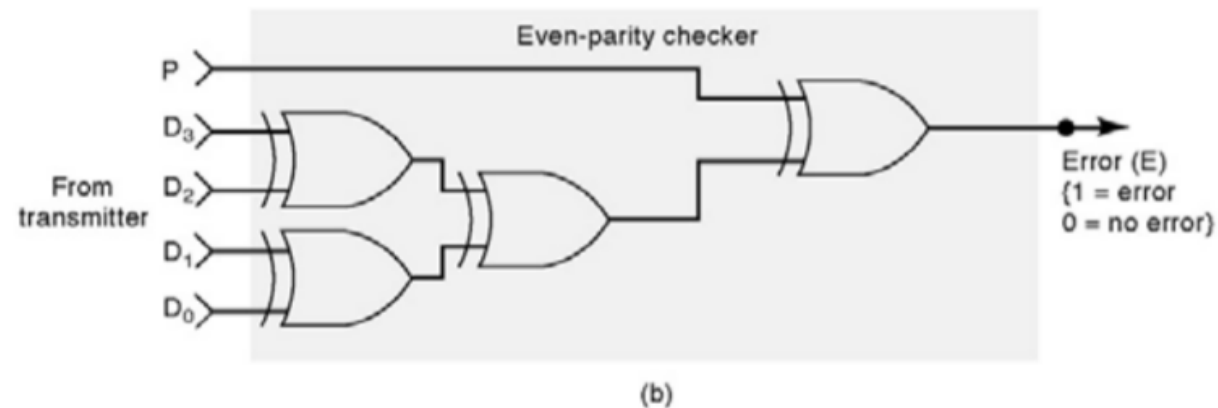 Even-parity checker
P
D₃
D₂
From
transmitter
D₁
D₀
Error (E)
{1 = error
0 = no error}
(b)